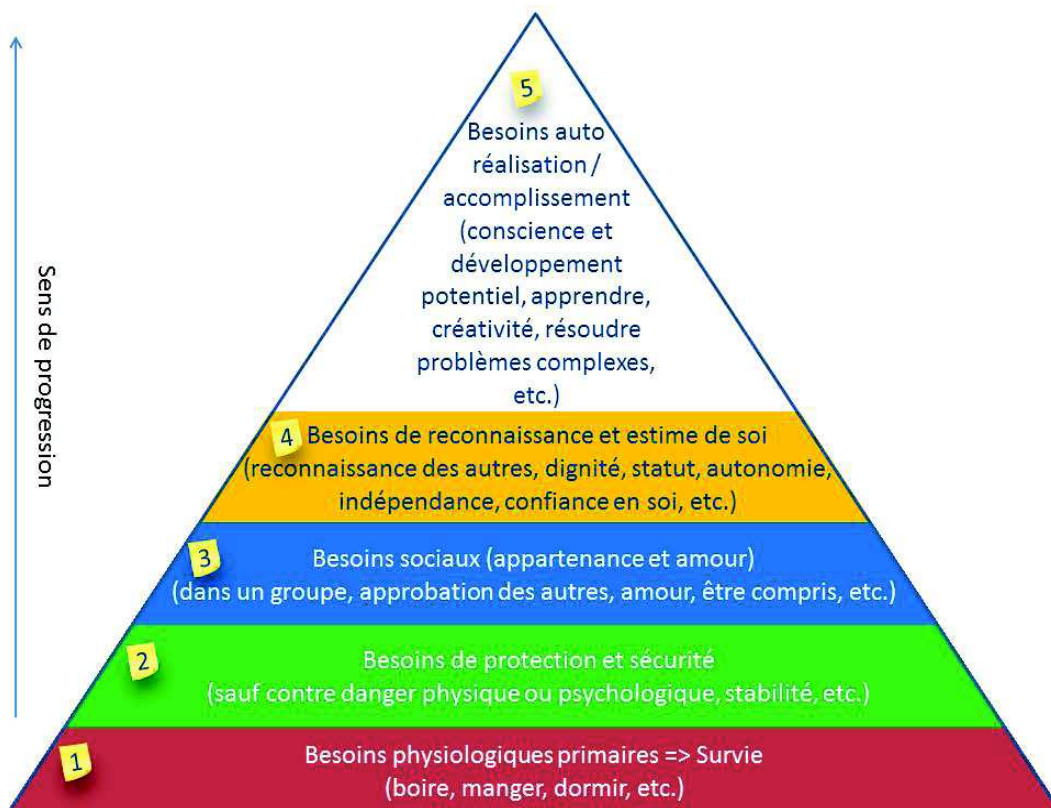 5
Besoins auto
réalisation /
accomplissement
(conscience et
développement
potentiel, apprendre,
créativité, résoudre
problèmes complexes,
etc.)
4
Besoins de reconnaissance et estime de soi
(reconnaissance des autres, dignité, statut, autonomie,
indépendance, confiance en soi, etc.)
3
Besoins sociaux (appartenance et amour)
(dans un groupe, approbation des autres, amour, être compris, etc.)
2
Besoins de protection et sécurité
(sauf contre danger physique ou psychologique, stabilité, etc.)
1
Besoins physiologiques primaires => Survie
(boire, manger, dormir, etc.)
Sens de progression